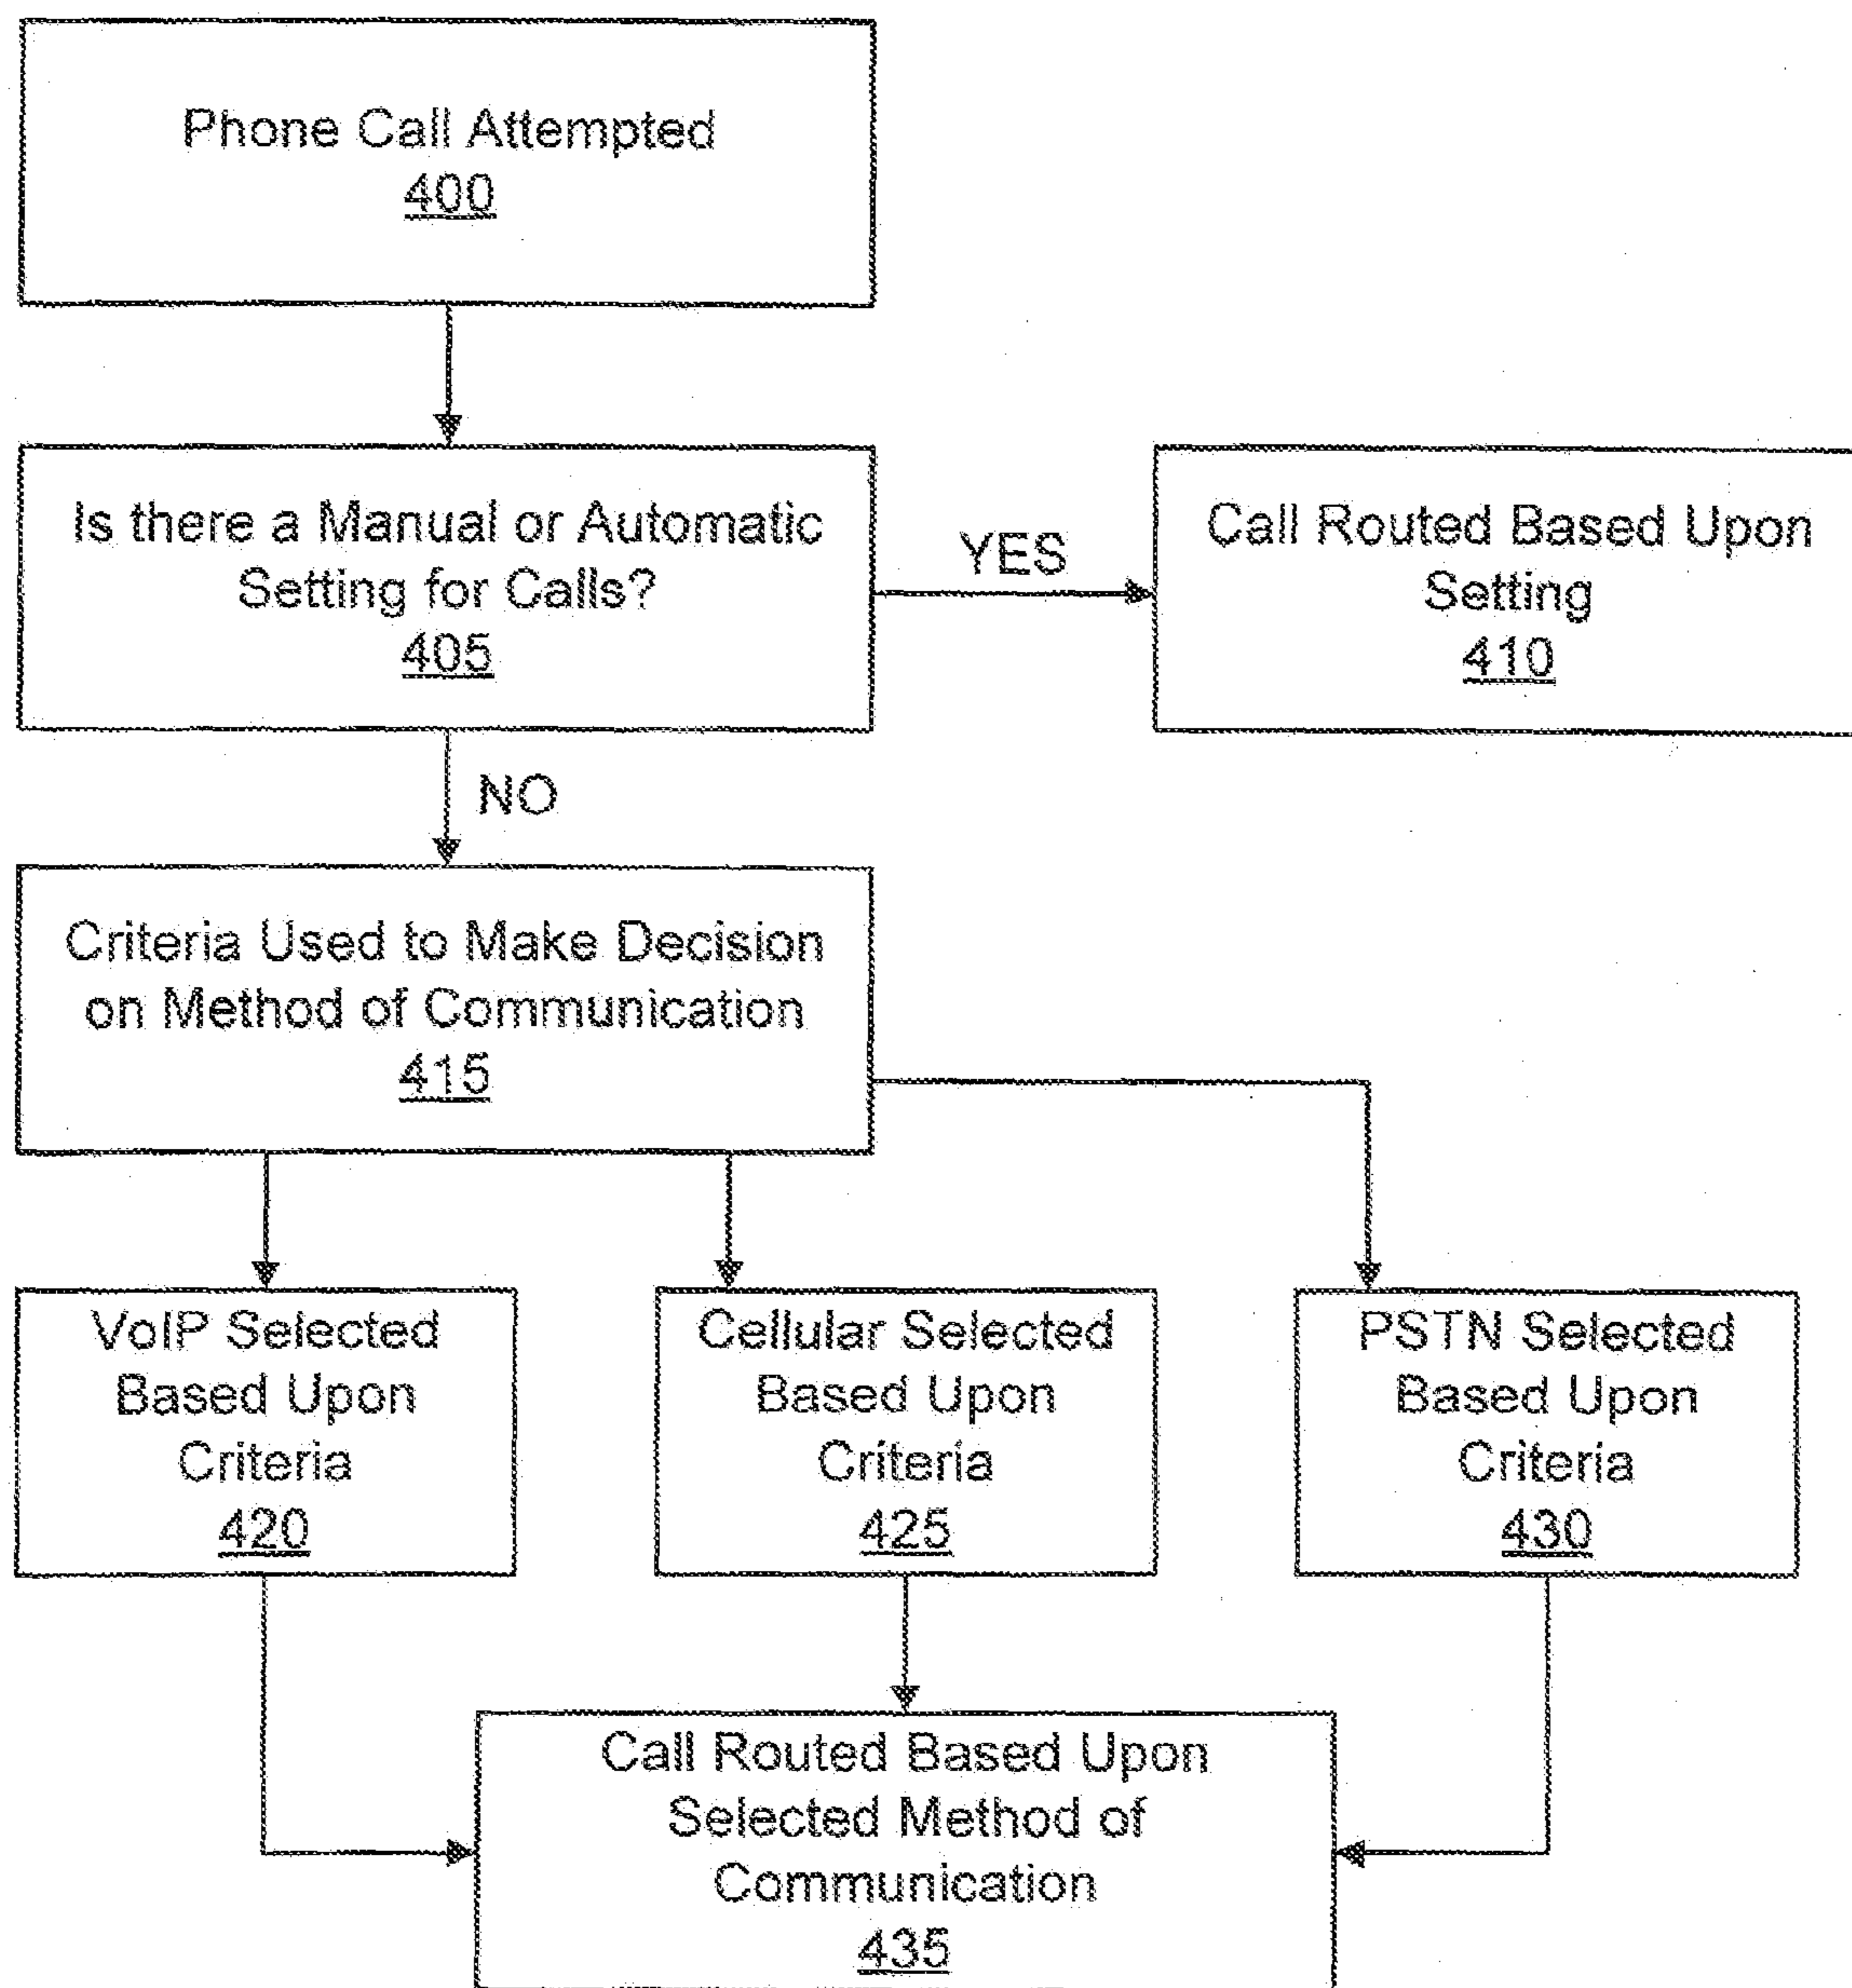 Phone Call Attempted
400
Is there a Manual or Automatic
Setting for Calls?
405
YES
Call Routed Based Upon
Setting
410
NO
Criteria Used to Make Decision
on Method of Communication
415
VoIP Selected
Based Upon
Criteria
420
Cellular Selected
Based Upon
Criteria
425
PSTN Selected
Based Upon
Criteria
430
Call Routed Based Upon
Selected Method of
Communication
435